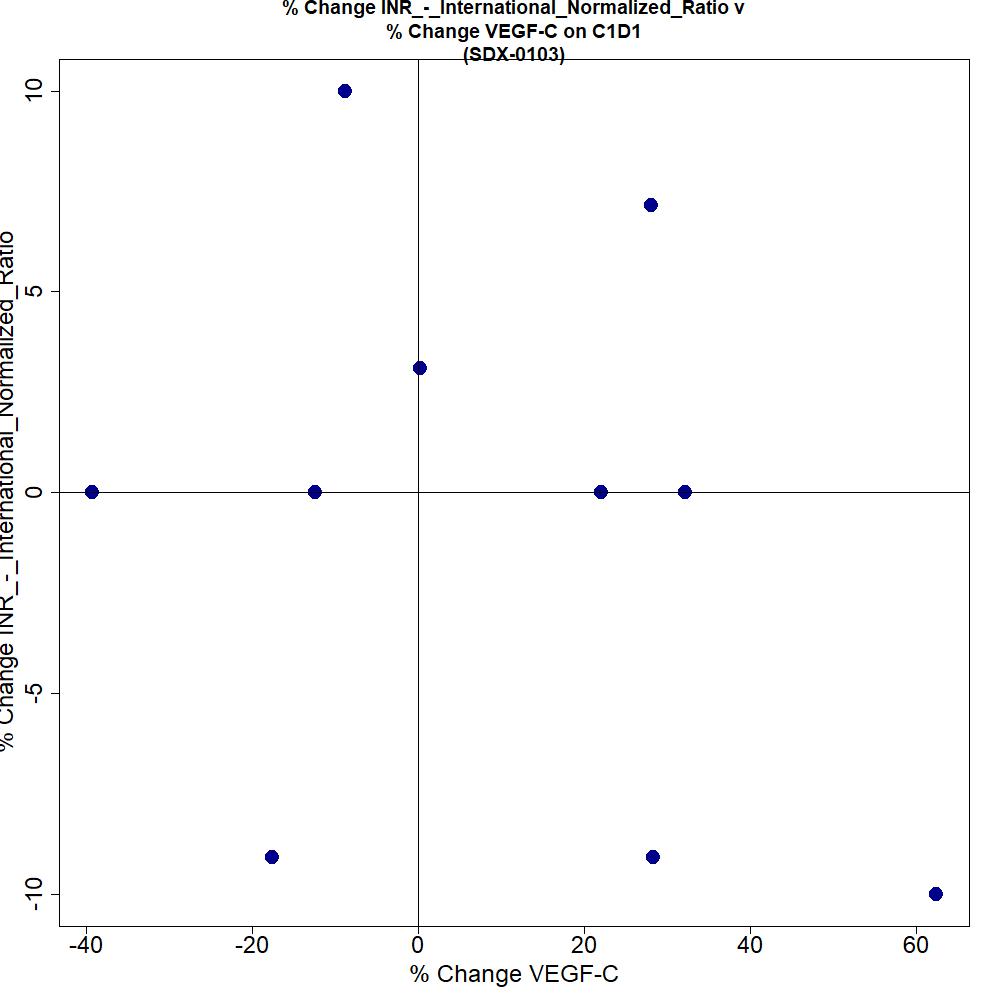 % Change INR_-_International_Normalized_Ratio v
% Change VEGF-C on C1D1
(SDX-0103)
% Change INR_-_International_Normalized_Ratio
10
5
0
-5
-10
-40
-20
0
20
40
60
% Change VEGF-C